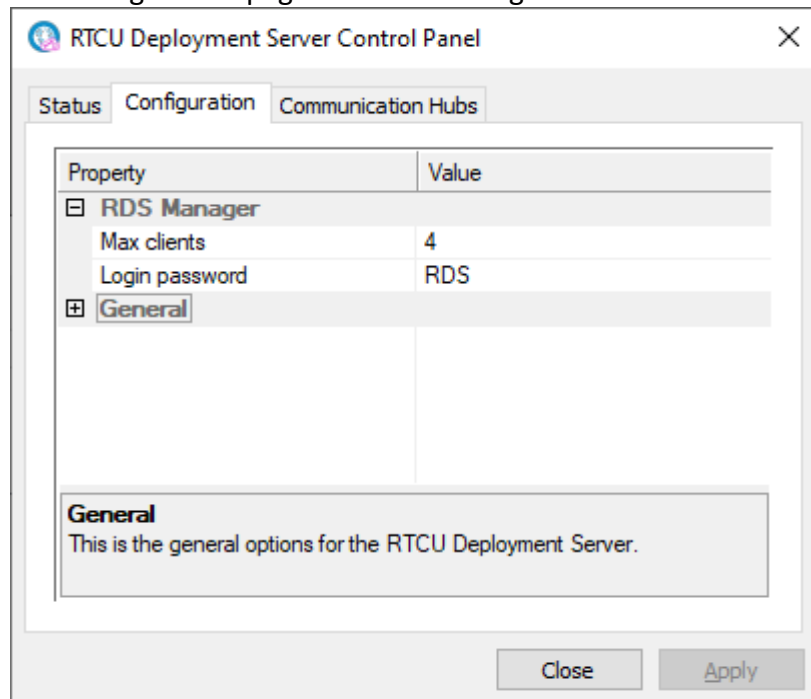 RTCU Deployment Server Control Panel
Status Configuration Communication Hubs
Property Value
RDS Manager
Max clients 4
Login password RDS
General
General
This is the general options for the RTCU Deployment Server.
Close Apply